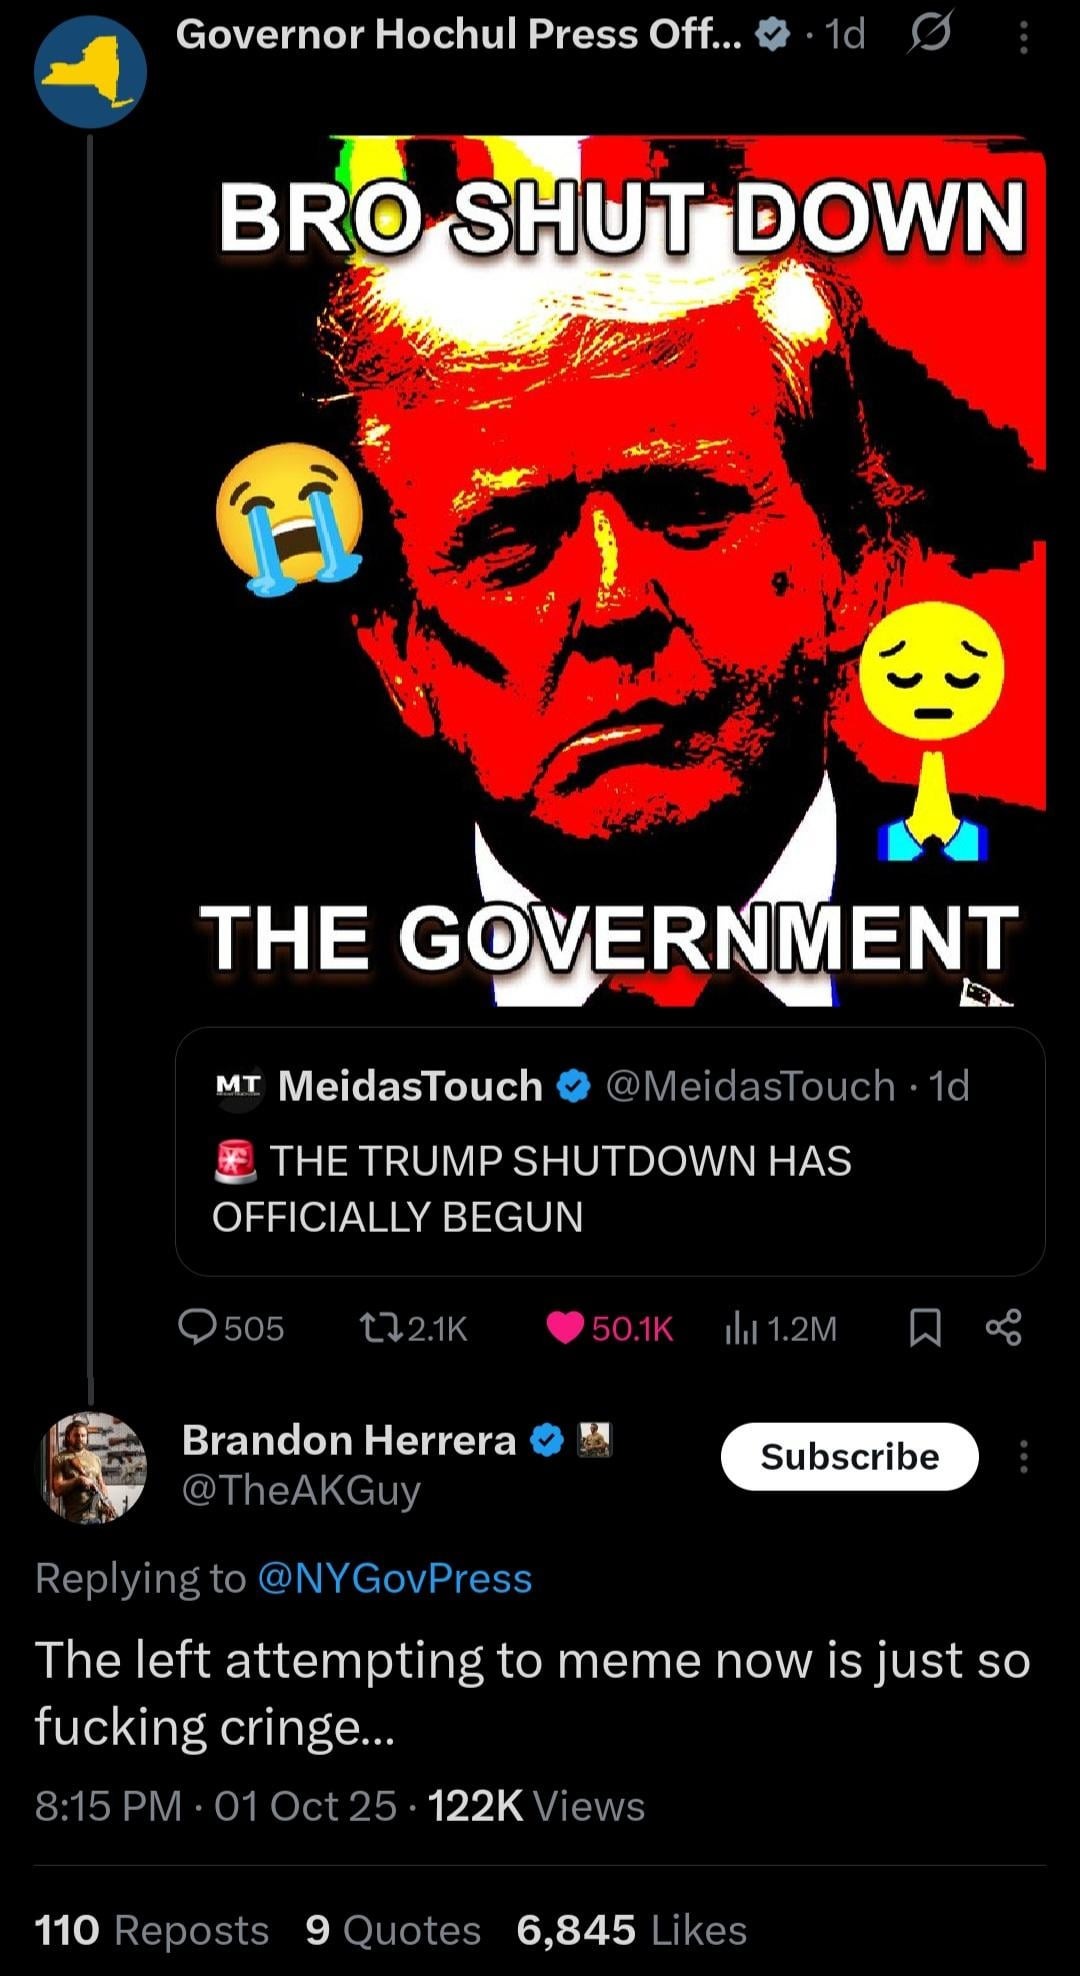 Governor Hochul Press Off... · 1d
BRO SHUT DOWN
THE GOVERNMENT
MT MeidasTouch @MeidasTouch · 1d
🚨 THE TRUMP SHUTDOWN HAS
OFFICIALLY BEGUN
505 2.1K 50.1K 1.2M
Brandon Herrera
@TheAKGuy
Subscribe
Replying to @NYGovPress
The left attempting to meme now is just so
fucking cringe...
8:15 PM · 01 Oct 25 · 122K Views
110 Reposts 9 Quotes 6,845 Likes